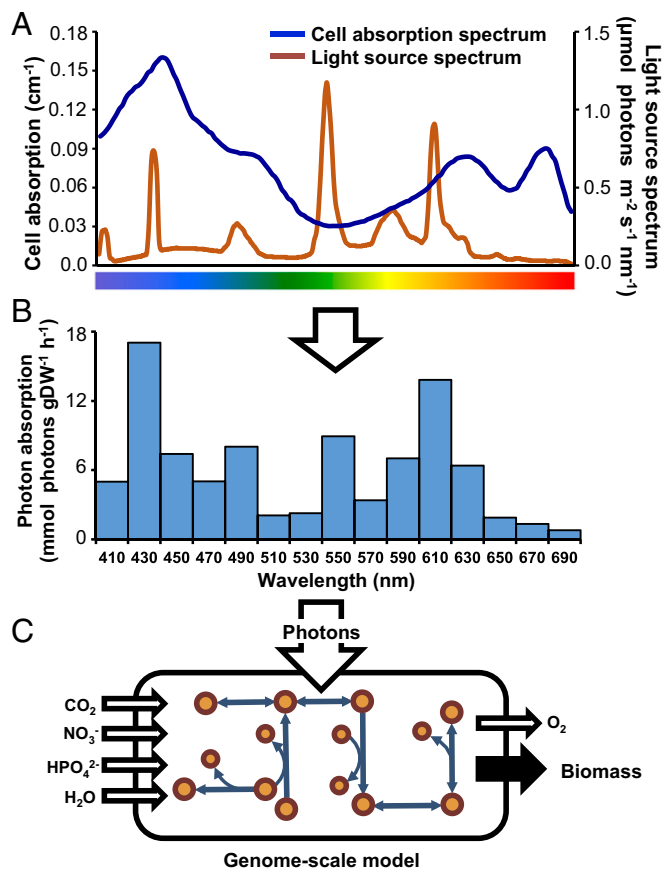 A
Cell absorption spectrum
Light source spectrum
Cell absorption (cm-1)
0.18
0.15
0.12
0.09
0.06
0.03
0.0
1.5
1.0
0.5
0.0
Light source spectrum
(µmol photons m-2 s-1 nm-1)
B
Photon absorption
(mmol photons gDW-1 h-1)
18
12
6
0
410 430 450 470 490 510 530 550 570 590 610 630 650 670 690
Wavelength (nm)
C
Photons
CO2
NO3-
HPO42-
H2O
O2
Biomass
Genome-scale model